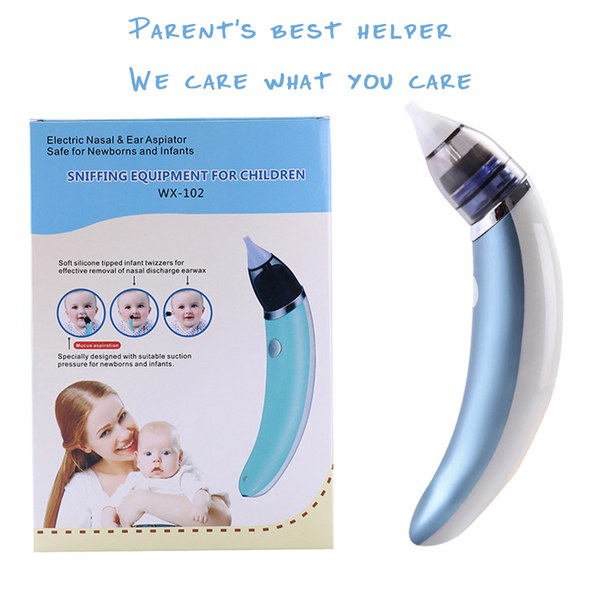 Parent's best helper
We care what you care
Electric Nasal & Ear Aspiator
Safe for Newborns and Infants
SNIFFING EQUIPMENT FOR CHILDREN
WX-102
Soft silicone tipped infant twizzers for
effective removal of nasal discharge earwax
Mucus aspiration
Specially designed with suitable suction
pressure for newborns and infants.